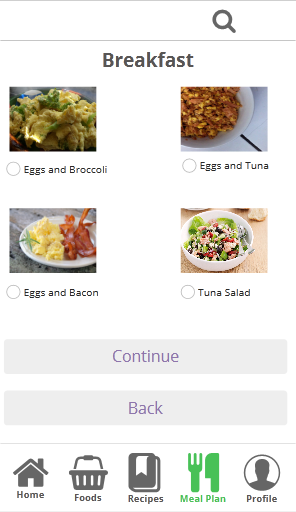 Breakfast
Eggs and Broccoli
Eggs and Tuna
Eggs and Bacon
Tuna Salad
Continue
Back
Home
Foods
Recipes
Meal Plan
Profile